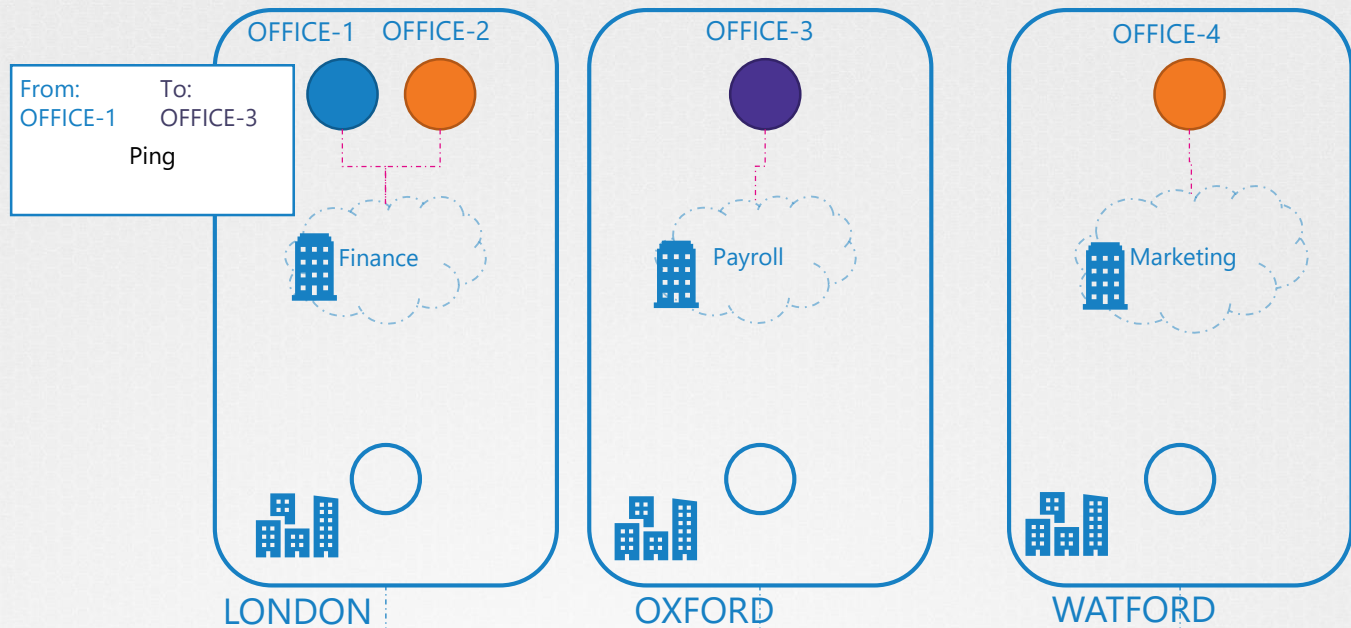 OFFICE-1 OFFICE-2
OFFICE-3
OFFICE-4
From: To:
OFFICE-1 OFFICE-3
Ping
Finance
Payroll
Marketing
LONDON
OXFORD
WATFORD